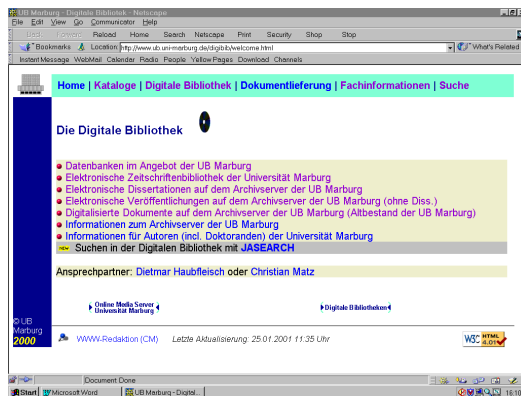 UB Marburg - Digitale Bibliothek - Netscape
File Edit View Go Communicator Help
Back Forward Reload Home Search Netscape Print Security Shop Stop
Bookmarks Location: http://www.ub.uni-marburg.de/digibib/welcome.html What's Related
Instant Message WebMail Calendar Radio People Yellow Pages Download Channels
Home | Kataloge | Digitale Bibliothek | Dokumentlieferung | Fachinformationen | Suche
Die Digitale Bibliothek
Datenbanken im Angebot der UB Marburg
Elektronische Zeitschriftenbibliothek der Universität Marburg
Elektronische Dissertationen auf dem Archivserver der UB Marburg
Elektronische Veröffentlichungen auf dem Archivserver der UB Marburg (ohne Diss.)
Digitalisierte Dokumente auf dem Archivserver der UB Marburg (Altbestand der UB Marburg)
Informationen zum Archivserver der UB Marburg
Informationen für Autoren (incl. Doktoranden) der Universität Marburg
NEW Suchen in der Digitalen Bibliothek mit JASEARCH
Ansprechpartner: Dietmar Haubfleisch oder Christian Matz
Online Media Server
Universität Marburg
Digitale Bibliotheken
© UB
Marburg
2000
WWW-Redaktion (CM) Letzte Aktualisierung: 25.01.2001 11:35 Uhr
W3C HTML 4.01
Document Done
Start Microsoft Word UB Marburg - Digital... 16:10